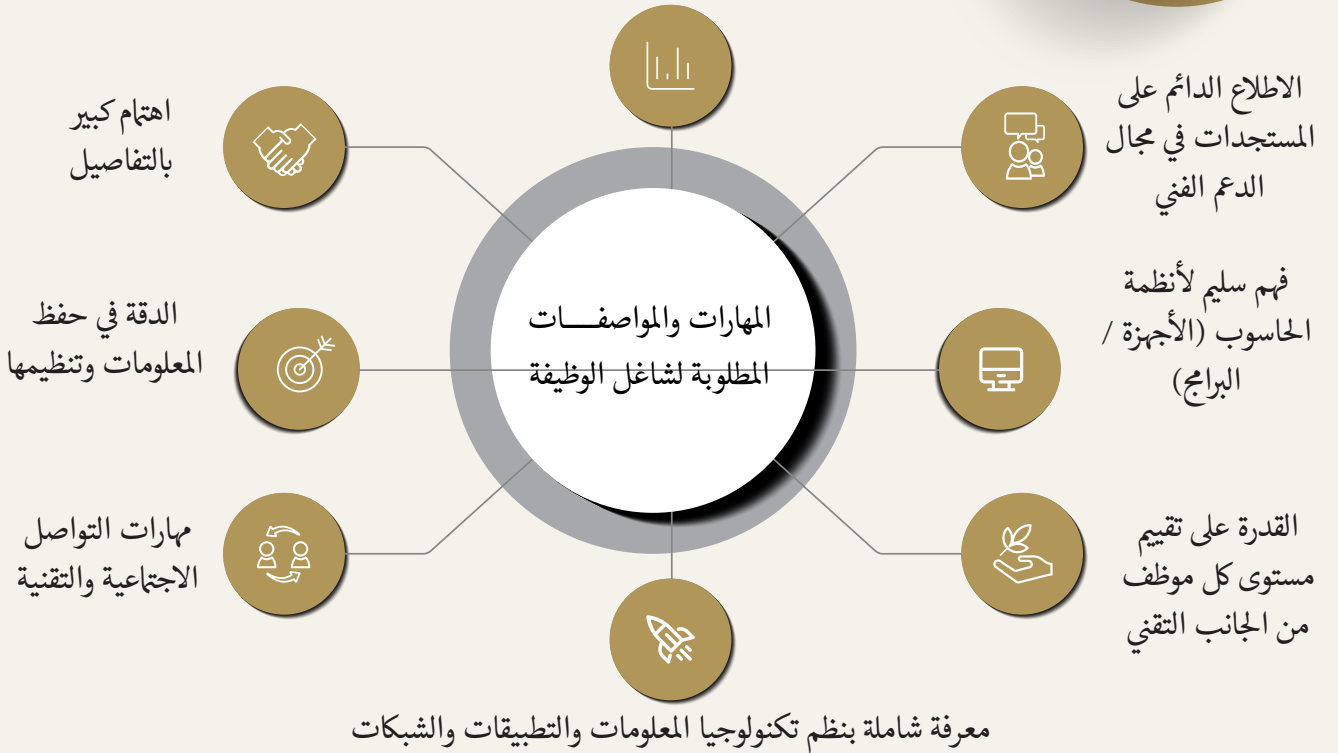 المهارات والمواصفـــات
المطلوبة لشاغل الوظيفة
الاطلاع الدائم على
المستجدات في مجال
الدعم الفني
فهم سليم لأنظمة
الحاسوب (الأجهزة /
البرامج)
القدرة على تقييم
مستوى كل موظف
من الجانب التقني
معرفة شاملة بنظم تكنولوجيا المعلومات والتطبيقات والشبكات
اهتمام كبير
بالتفاصيل
الدقة في حفظ
المعلومات وتنظيمها
مهارات التواصل
الاجتماعية والتقنية